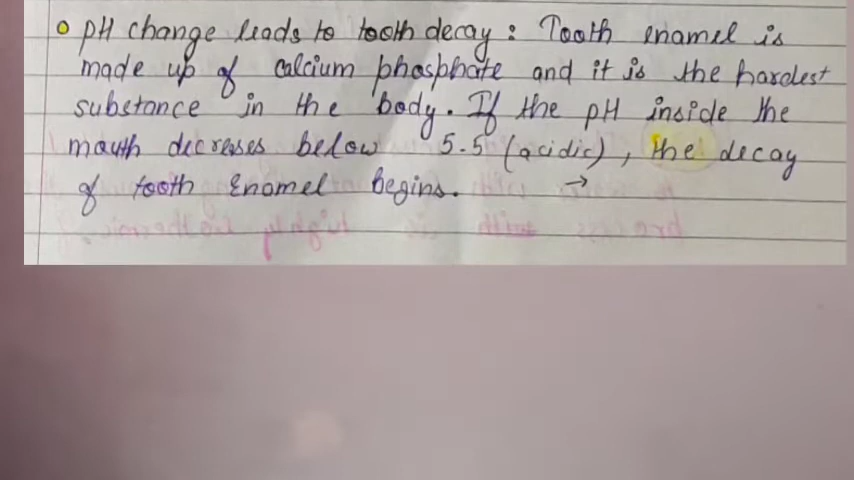 pH change leads to tooth decay : Tooth enamel is
made up of calcium phosphate and it is the hardest
substance in the body. If the pH inside the
mouth decreases below 5.5 (acidic), the decay
of tooth Enamel begins. →